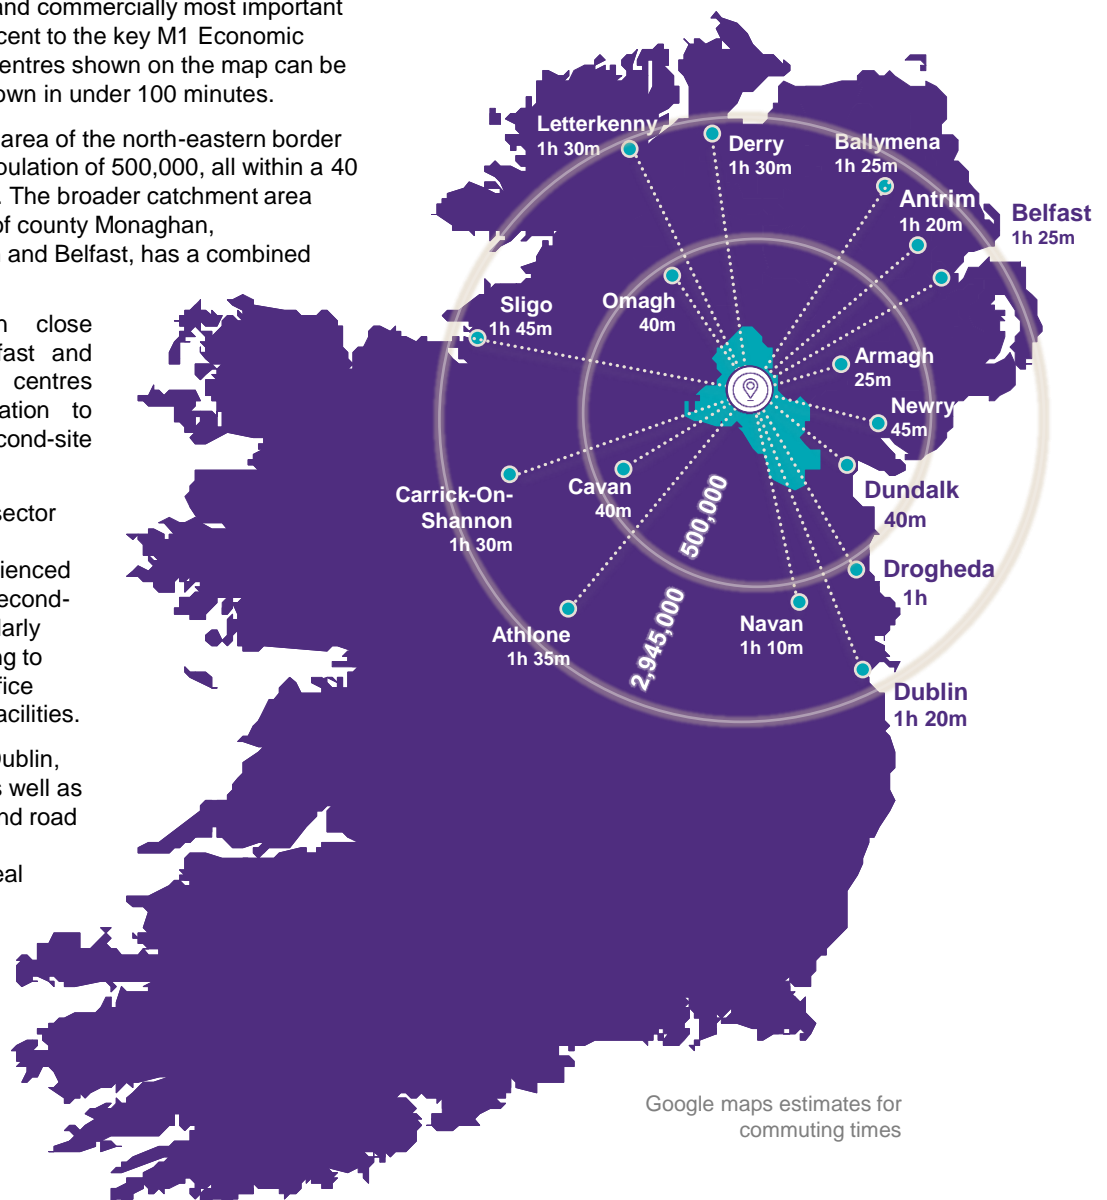 and commercially most important
cent to the key M1 Economic
entres shown on the map can be
own in under 100 minutes.
area of the north-eastern border
pulation of 500,000, all within a 40
. The broader catchment area
of county Monaghan,
n and Belfast, has a combined
n close
fast and
centres
ation to
cond-site
sector
ienced
econd-
larly
ng to
fice
acilities.
Dublin,
s well as
nd road
eal
Letterkenny
1h 30m
Derry
1h 30m
Ballymena
1h 25m
Antrim
1h 20m
Belfast
1h 25m
Sligo
1h 45m
Omagh
40m
Armagh
25m
Newry
45m
Carrick-On-
Shannon
1h 30m
Cavan
40m
Dundalk
40m
500,000
Drogheda
1h
2,945,000
Athlone
1h 35m
Navan
1h 10m
Dublin
1h 20m
Google maps estimates for
commuting times